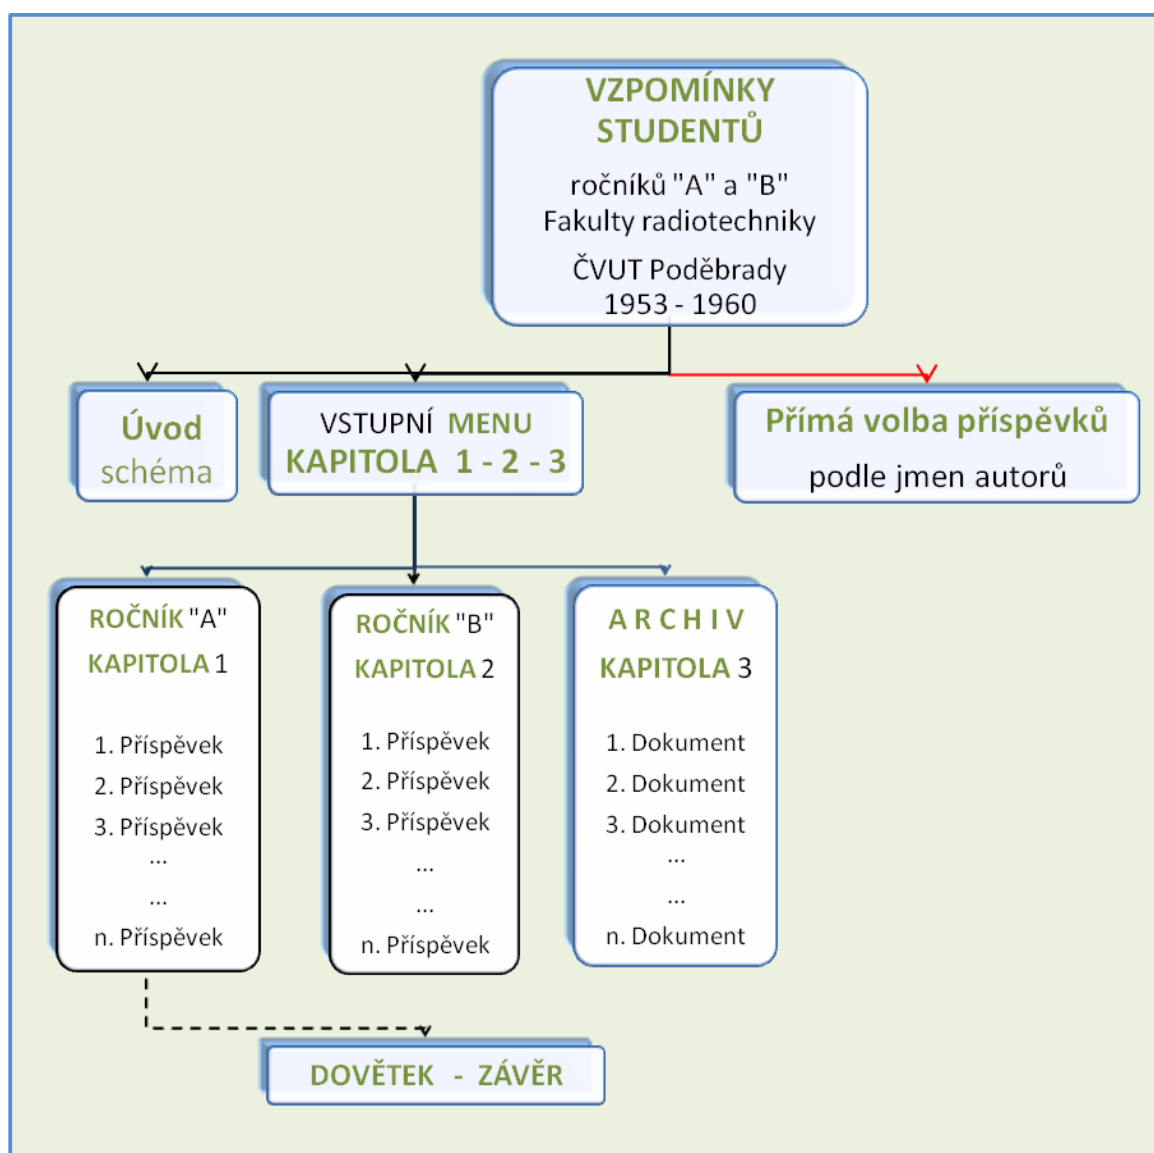 VZPOMÍNKY
STUDENTŮ
ročníků "A" a "B"
Fakulty radiotechniky
ČVUT Poděbrady
1953 - 1960
Úvod
schéma
VSTUPNÍ MENU
KAPITOLA 1 - 2 - 3
Přímá volba příspěvků
podle jmen autorů
ROČNÍK "A"
KAPITOLA 1
1. Příspěvek
2. Příspěvek
3. Příspěvek
...
...
n. Příspěvek
ROČNÍK "B"
KAPITOLA 2
1. Příspěvek
2. Příspěvek
3. Příspěvek
...
...
n. Příspěvek
A R C H I V
KAPITOLA 3
1. Dokument
2. Dokument
3. Dokument
...
...
n. Dokument
DOVĚTEK - ZÁVĚR